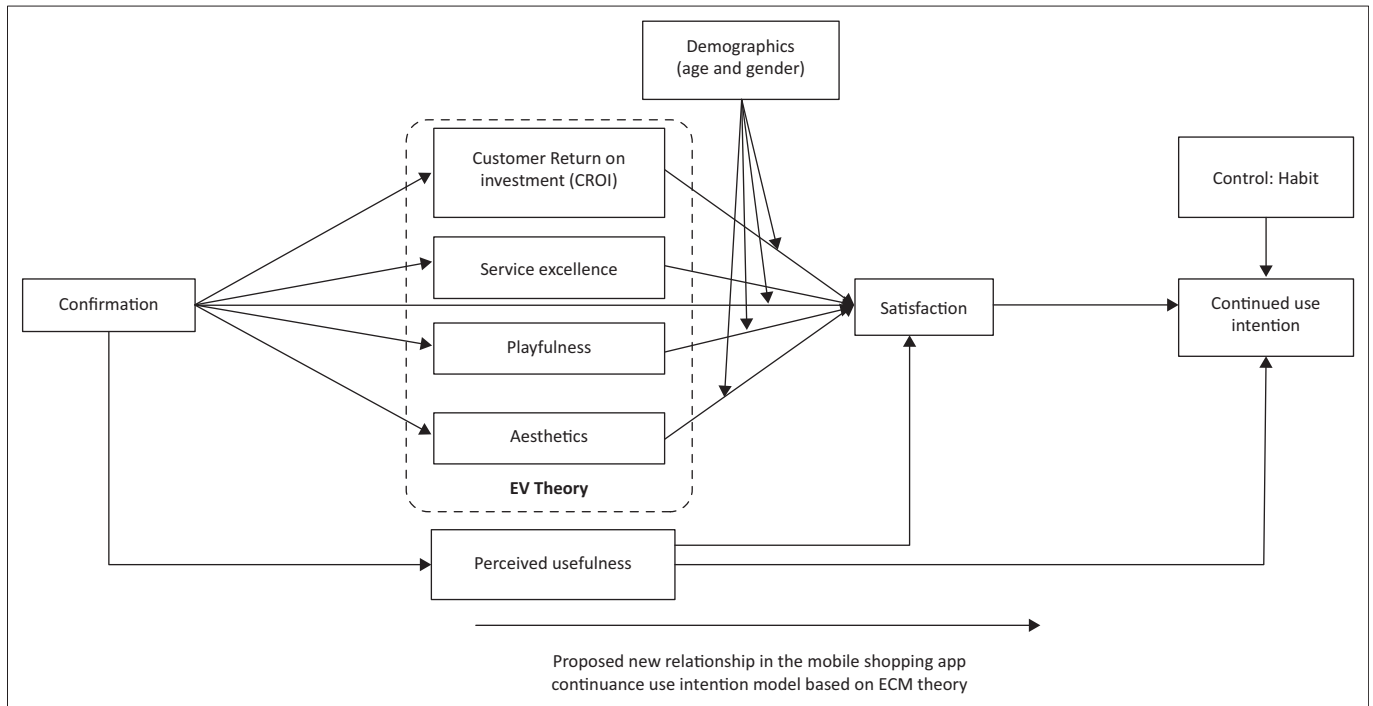 Demographics
(age and gender)
Customer Return on
investment (CROI)
Control: Habit
Service excellence
Confirmation
Satisfaction
Continued use
intention
Playfulness
Aesthetics
EV Theory
Perceived usefulness
Proposed new relationship in the mobile shopping app
continuance use intention model based on ECM theory